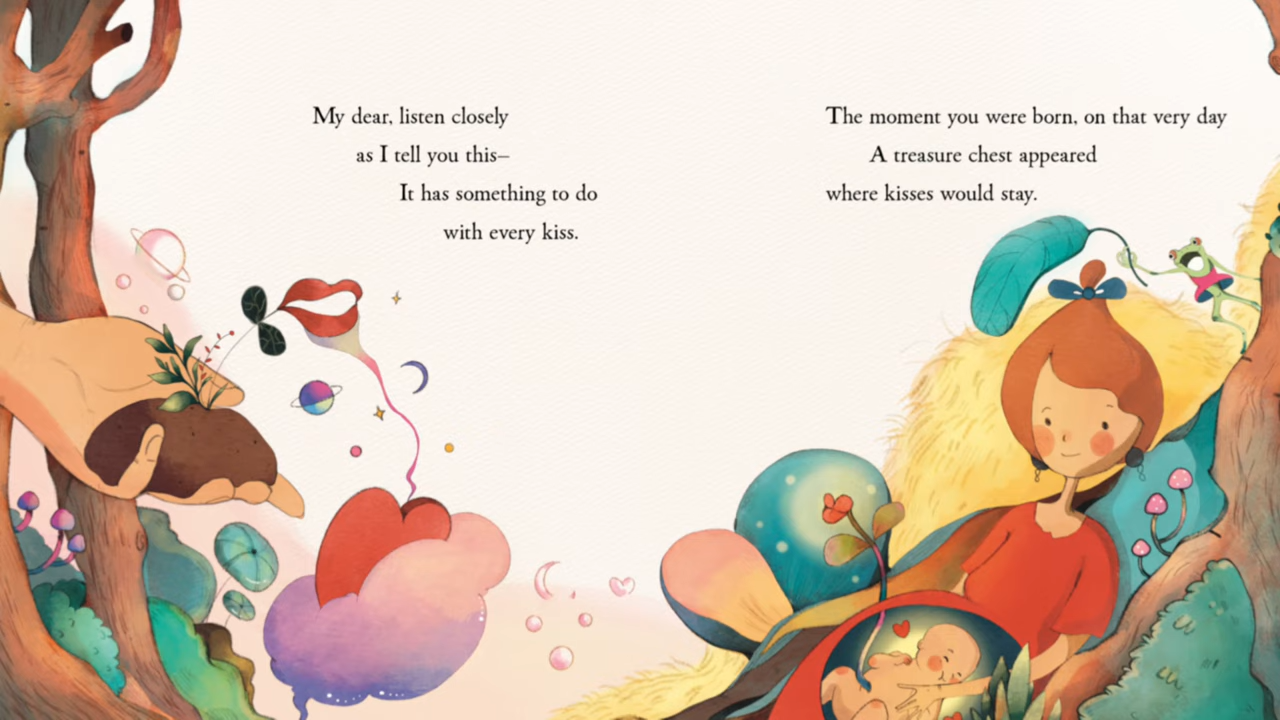 My dear, listen closely
as I tell you this–
It has something to do
with every kiss.
The moment you were born, on that very day
A treasure chest appeared
where kisses would stay.